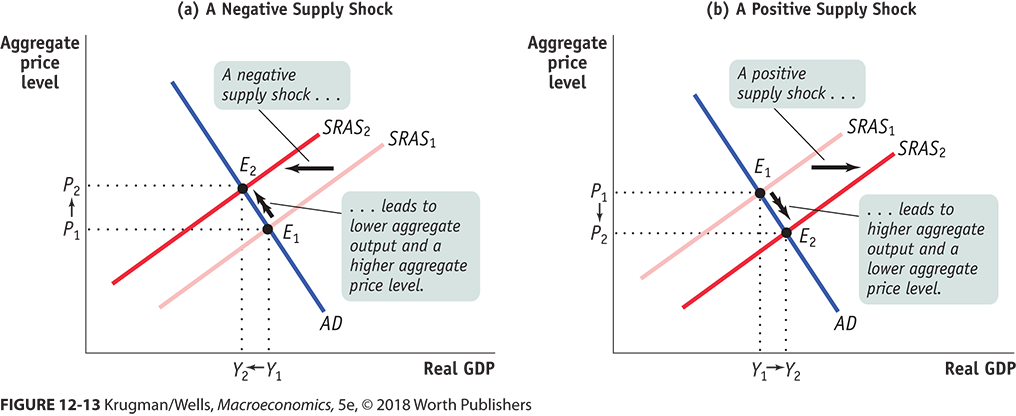 (a) A Negative Supply Shock
Aggregate
price
level
A negative
supply shock . . .
SRAS2
SRAS1
E2
P2
P1
E1
. . . leads to
lower aggregate
output and a
higher aggregate
price level.
AD
Y2
Y1
Real GDP
(b) A Positive Supply Shock
Aggregate
price
level
A positive
supply shock . . .
SRAS1
SRAS2
E1
P1
P2
E2
. . . leads to
higher aggregate
output and a
lower aggregate
price level.
AD
Y1
Y2
Real GDP
FIGURE 12-13 Krugman/Wells, Macroeconomics, 5e, © 2018 Worth Publishers